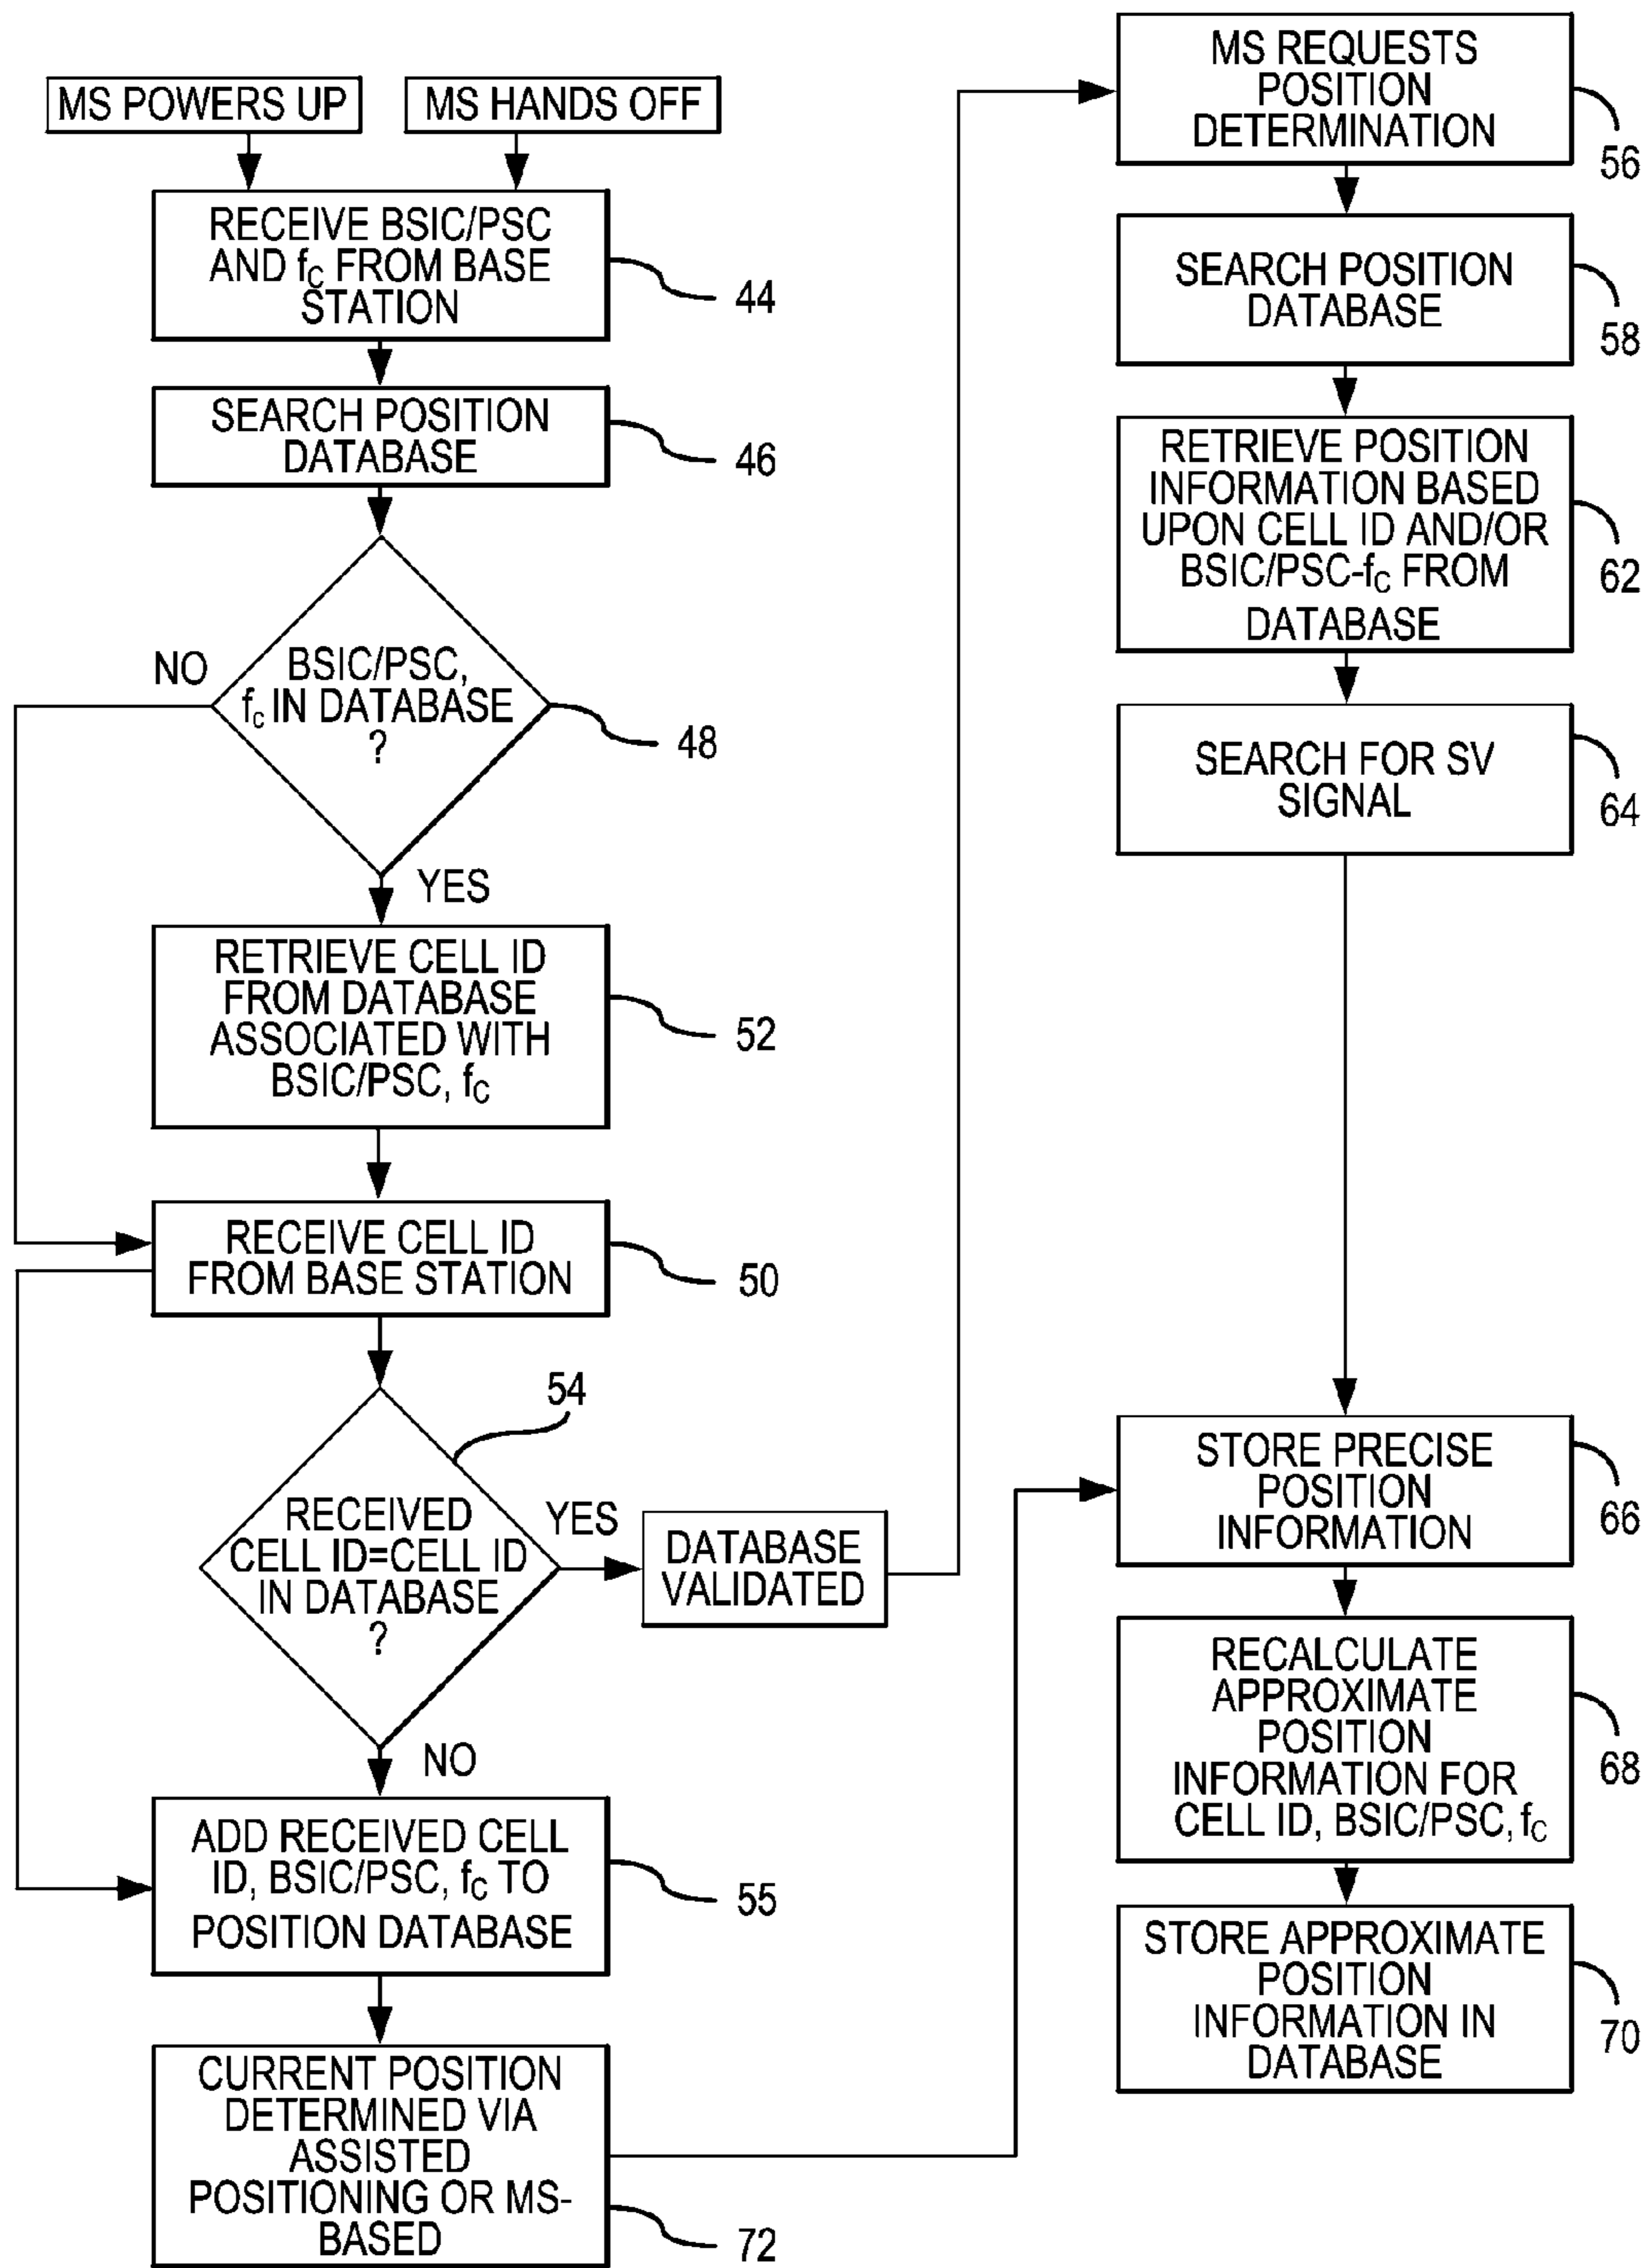 MS POWERS UP
MS HANDS OFF
RECEIVE BSIC/PSC
AND fC FROM BASE
STATION
44
SEARCH POSITION
DATABASE
46
BSIC/PSC,
fc IN DATABASE
?
NO
48
YES
RETRIEVE CELL ID
FROM DATABASE
ASSOCIATED WITH
BSIC/PSC, fC
52
RECEIVE CELL ID
FROM BASE STATION
50
54
RECEIVED
CELL ID=CELL ID
IN DATABASE
?
YES
DATABASE
VALIDATED
NO
ADD RECEIVED CELL
ID, BSIC/PSC, fC TO
POSITION DATABASE
55
CURRENT POSITION
DETERMINED VIA
ASSISTED
POSITIONING OR MS-
BASED
72
MS REQUESTS
POSITION
DETERMINATION
56
SEARCH POSITION
DATABASE
58
RETRIEVE POSITION
INFORMATION BASED
UPON CELL ID AND/OR
BSIC/PSC-fC FROM
DATABASE
62
SEARCH FOR SV
SIGNAL
64
STORE PRECISE
POSITION
INFORMATION
66
RECALCULATE
APPROXIMATE
POSITION
INFORMATION FOR
CELL ID, BSIC/PSC, fC
68
STORE APPROXIMATE
POSITION
INFORMATION IN
DATABASE
70